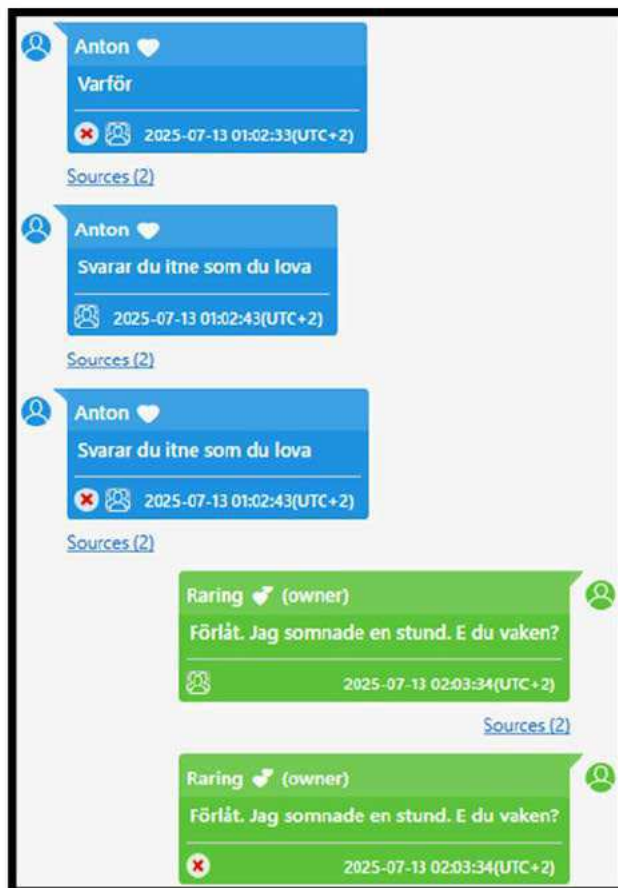 Anton 🤍
Varför
2025-07-13 01:02:33(UTC+2)
Sources (2)
Anton 🤍
Svarar du itne som du lova
2025-07-13 01:02:43(UTC+2)
Sources (2)
Anton 🤍
Svarar du itne som du lova
2025-07-13 01:02:43(UTC+2)
Sources (2)
Raring 💕 (owner)
Förlåt. Jag somnade en stund. E du vaken?
2025-07-13 02:03:34(UTC+2)
Sources (2)
Raring 💕 (owner)
Förlåt. Jag somnade en stund. E du vaken?
2025-07-13 02:03:34(UTC+2)